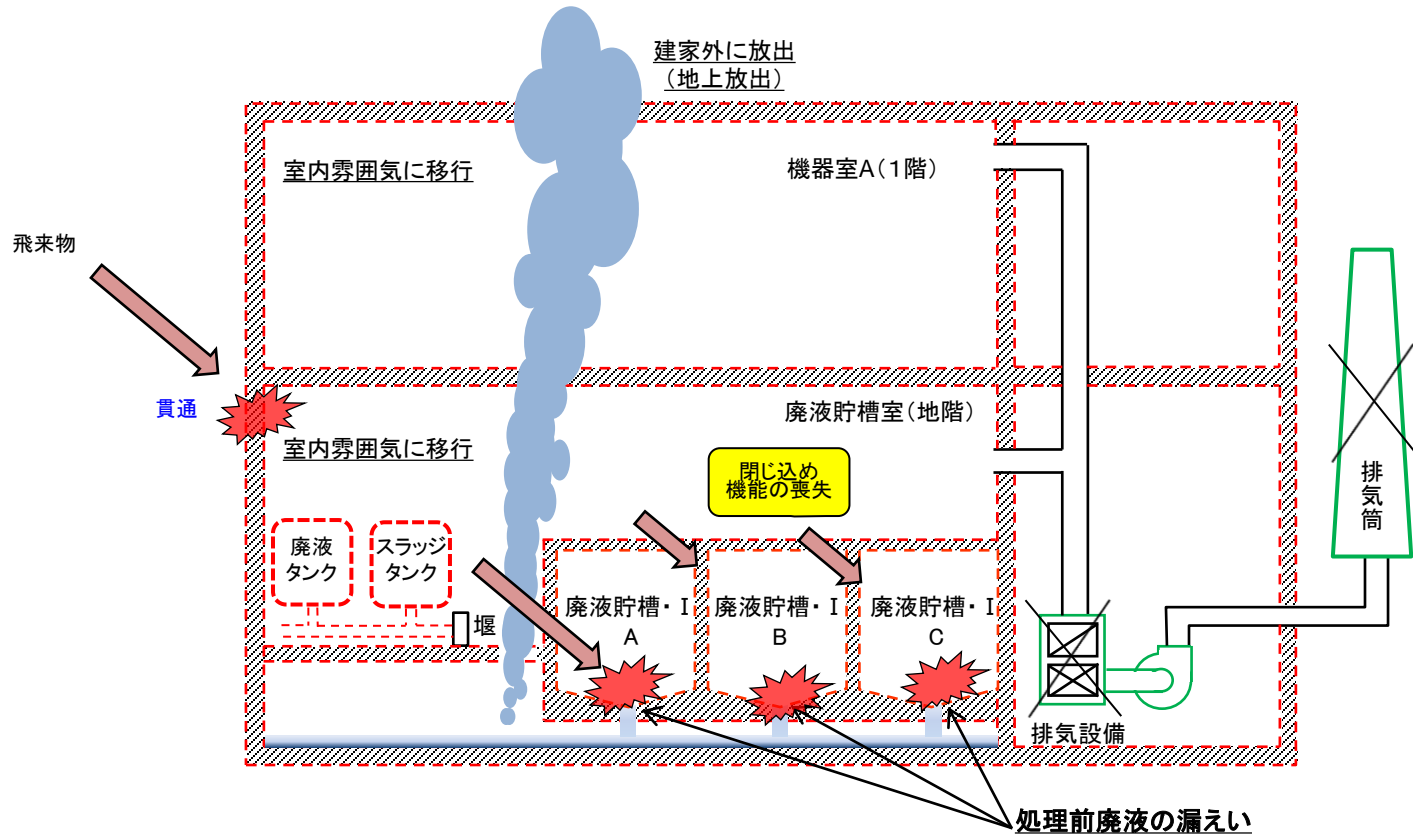 建家外に放出
(地上放出)
室内雰囲気に移行
機器室A(1階)
飛来物
貫通
廃液貯槽室(地階)
室内雰囲気に移行
閉じ込め
機能の喪失
排気筒
廃液
タンク
スラッジ
タンク
堰
廃液貯槽・I
A
廃液貯槽・I
B
廃液貯槽・I
C
排気設備
処理前廃液の漏えい